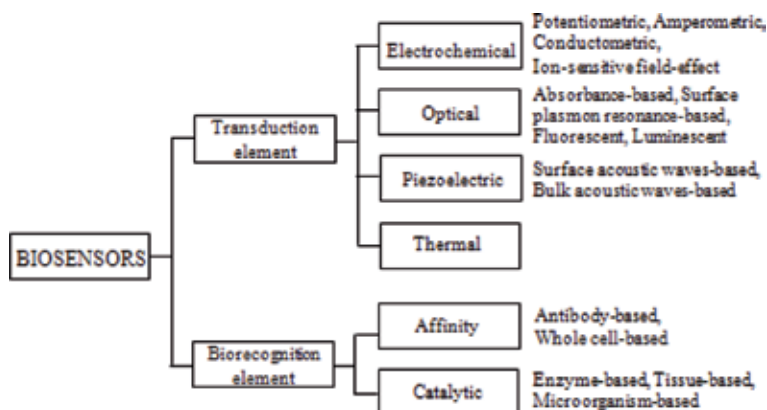 Potentiometric, Amperometric,
Conductometric,
Ion-sensitive field-effect
Electrochemical
Absorbance-based, Surface
plasmon resonance-based,
Fluorescent, Luminescent
Optical
Transduction
element
Surface acoustic waves-based,
Bulk acoustic waves-based
Piezoelectric
Thermal
BIOSENSORS
Affinity
Antibody-based,
Whole cell-based
Biorecognition
element
Catalytic
Enzyme-based, Tissue-based,
Microorganism-based